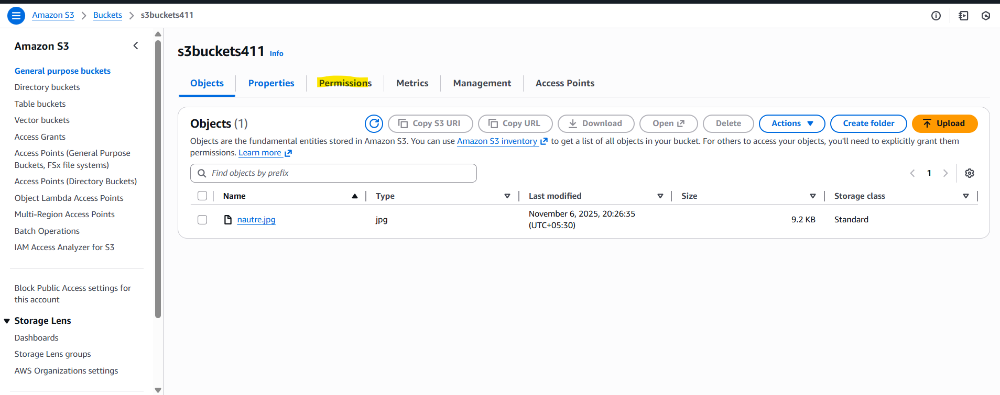 Amazon S3 > Buckets > s3buckets411
Amazon S3
General purpose buckets
Directory buckets
Table buckets
Vector buckets
Access Grants
Access Points (General Purpose
Buckets, FSx file systems)
Access Points (Directory Buckets)
Object Lambda Access Points
Multi-Region Access Points
Batch Operations
IAM Access Analyzer for S3
Block Public Access settings for
this account
Storage Lens
Dashboards
Storage Lens groups
AWS Organizations settings
s3buckets411 Info
Objects Properties Permissions Metrics Management Access Points
Objects (1) Copy S3 URI Copy URL Download Open Delete Actions Create folder Upload
Objects are the fundamental entities stored in Amazon S3. You can use Amazon S3 inventory to get a list of all objects in your bucket. For others to access your objects, you'll need to explicitly grant them
permissions. Learn more
Find objects by prefix
1
Name Type Last modified Size Storage class
nautre.jpg jpg November 6, 2025, 20:26:35 9.2 KB Standard
(UTC+05:30)